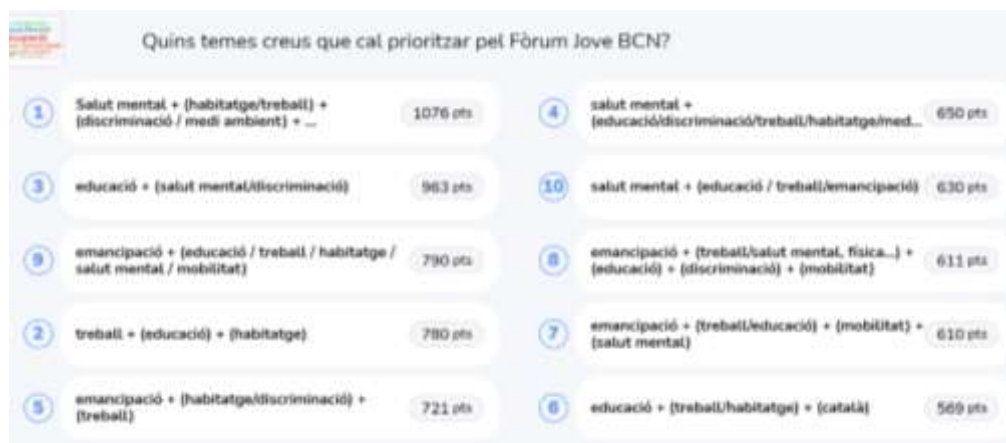 Quins temes creus que cal prioritzar pel Fòrum Jove BCN?
1
Salut mental + (habitatge/treball) +
(discriminació / medi ambient) + ...
1076 pts
3
educació + (salut mental/discriminació)
963 pts
9
emancipació + (educació / treball / habitatge /
salut mental / mobilitat)
790 pts
2
treball + (educació) + (habitatge)
780 pts
5
emancipació + (habitatge/discriminació) +
(treball)
721 pts
4
salut mental +
(educació/discriminació/treball/habitatge/med...
650 pts
10
salut mental + (educació / treball/emancipació)
630 pts
8
emancipació + (treball/salut mental, física...) +
(educació) + (discriminació) + (mobilitat)
611 pts
7
emancipació + (treball/educació) + (mobilitat) +
(salut mental)
610 pts
6
educació + (treball/habitatge) + (català)
569 pts